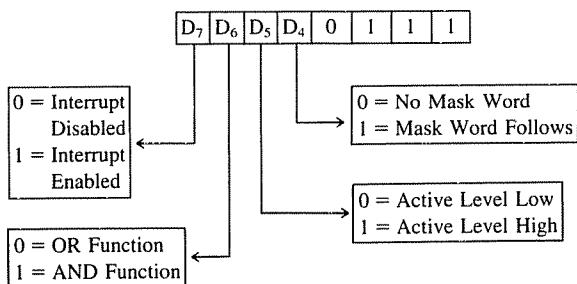 D₇ D₆ D₅ D₄ 0 1 1 1
0 = Interrupt
Disabled
1 = Interrupt
Enabled
0 = No Mask Word
1 = Mask Word Follows
0 = Active Level Low
1 = Active Level High
0 = OR Function
1 = AND Function